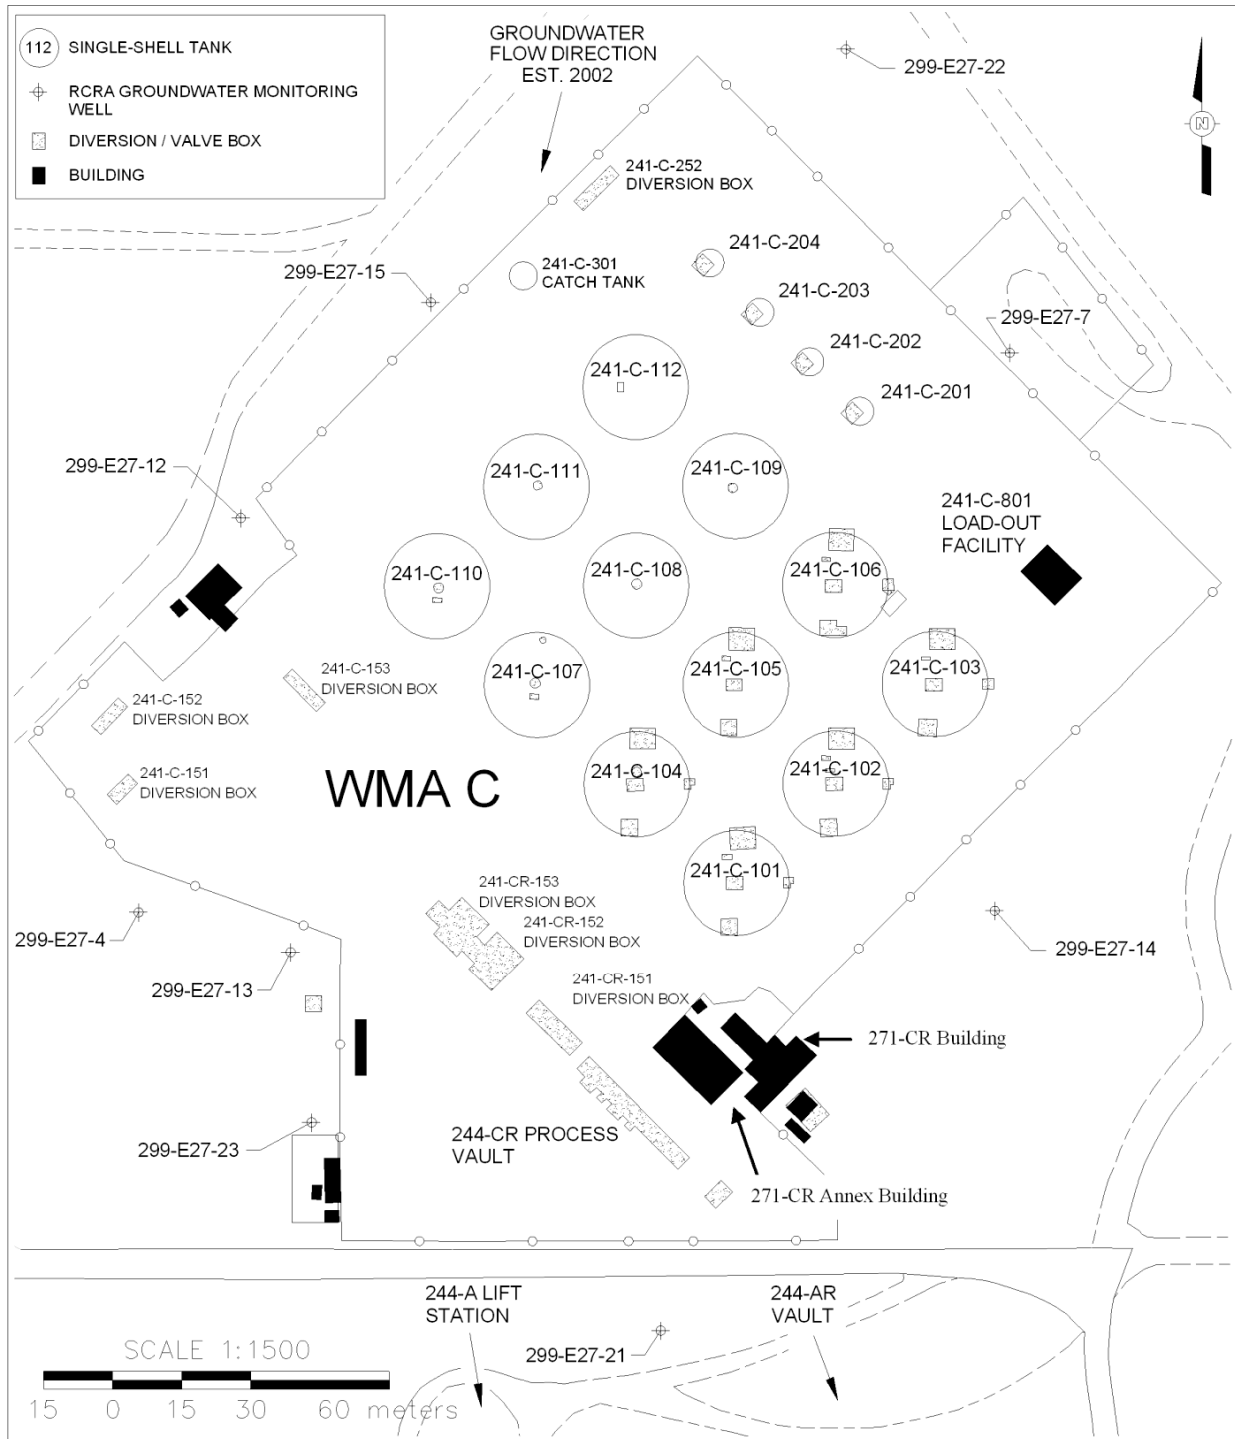 112 SINGLE-SHELL TANK
RCRA GROUNDWATER MONITORING
WELL
DIVERSION / VALVE BOX
BUILDING
GROUNDWATER
FLOW DIRECTION
EST. 2002
299-E27-22
N
241-C-252
DIVERSION BOX
241-C-204
241-C-301
CATCH TANK
299-E27-15
241-C-203
299-E27-7
241-C-202
241-C-112
241-C-201
299-E27-12
241-C-111
241-C-109
241-C-801
LOAD-OUT
FACILITY
241-C-110
241-C-108
241-C-106
241-C-153
DIVERSION BOX
241-C-107
241-C-105
241-C-103
241-C-152
DIVERSION BOX
241-C-151
DIVERSION BOX
WMA C
241-C-104
241-C-102
241-C-101
241-CR-153
DIVERSION BOX
241-CR-152
DIVERSION BOX
299-E27-4
299-E27-14
299-E27-13
241-CR-151
DIVERSION BOX
271-CR Building
299-E27-23
244-CR PROCESS
VAULT
271-CR Annex Building
244-A LIFT
STATION
244-AR
VAULT
299-E27-21
SCALE 1:1500
15 0 15 30 60 meters